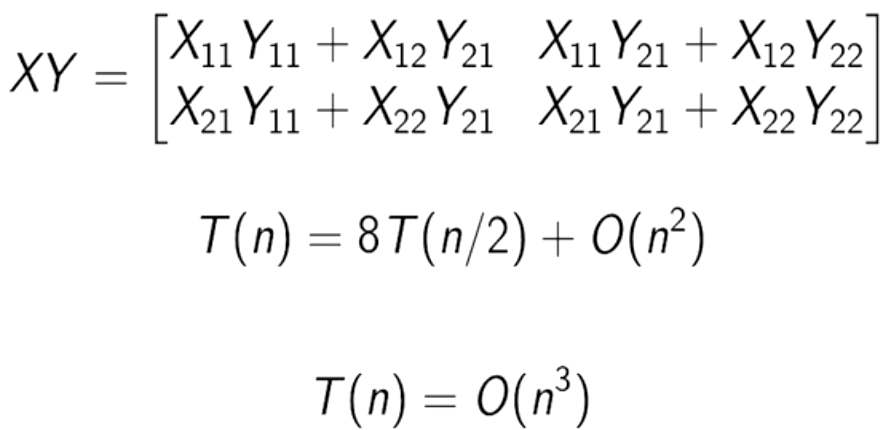 XY = [X₁₁Y₁₁ + X₁₂Y₂₁ X₁₁Y₂₁ + X₁₂Y₂₂
X₂₁Y₁₁ + X₂₂Y₂₁ X₂₁Y₂₁ + X₂₂Y₂₂]
T(n) = 8T(n/2) + O(n²)
T(n) = O(n³)